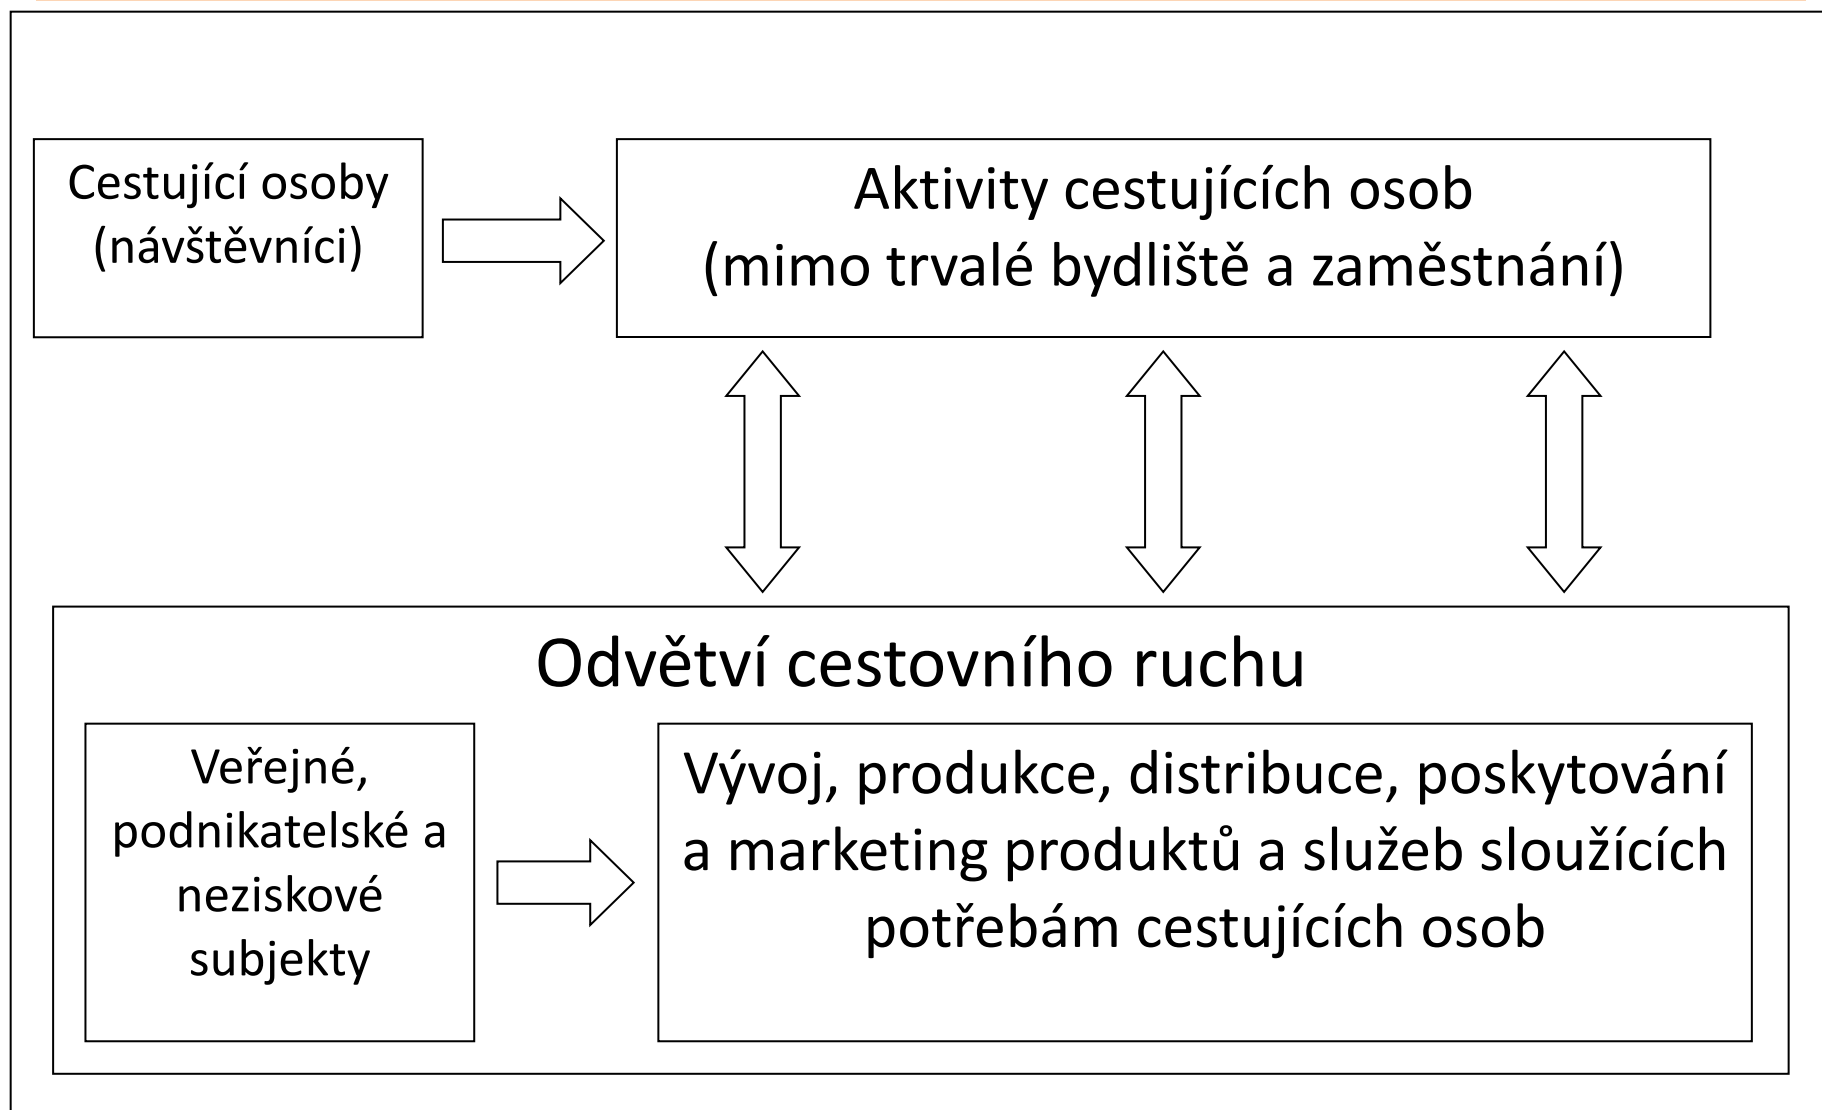 Cestující osoby
(návštěvníci)
Aktivity cestujících osob
(mimo trvalé bydliště a zaměstnání)
Odvětví cestovního ruchu
Veřejné,
podnikatelské a
neziskové
subjekty
Vývoj, produkce, distribuce, poskytování
a marketing produktů a služeb sloužících
potřebám cestujících osob